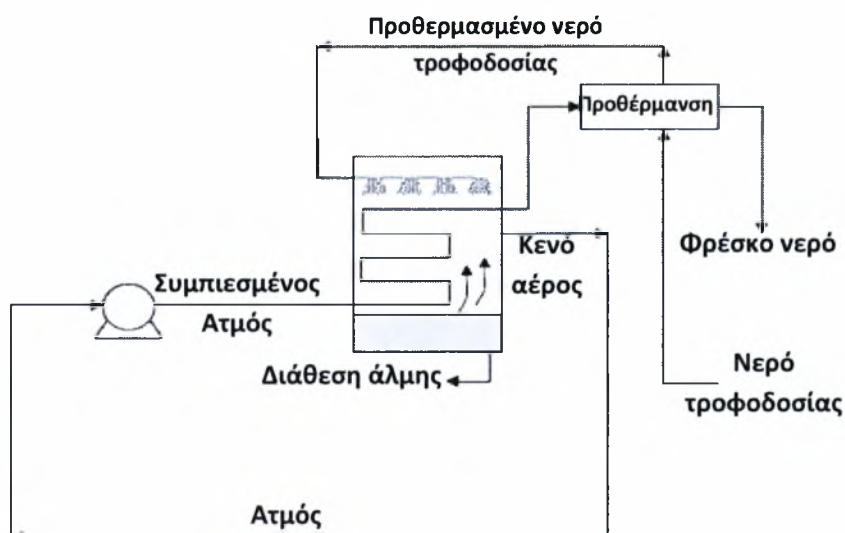 Προθερμασμένο νερό
τροφοδοσίας
Προθέρμανση
Φρέσκο νερό
Κενό
αέρος
Συμπιεσμένος
Ατμός
Διάθεση άλμης
Νερό
τροφοδοσίας
Ατμός